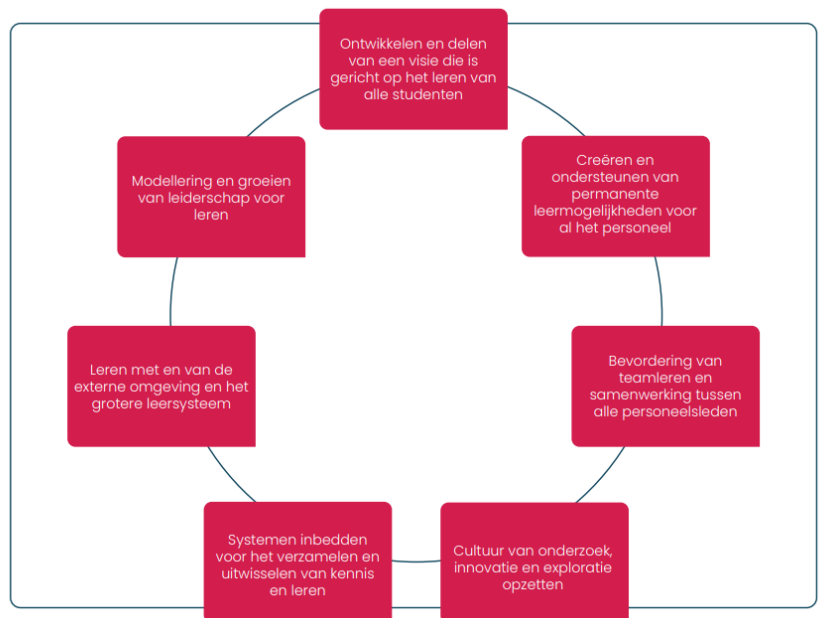 Ontwikkelen en delen
van een visie die is
gericht op het leren van
alle studenten
Creëren en
ondersteunen van
permanente
leermogelijkheden voor
al het personeel
Bevordering van
teamleren en
samenwerking tussen
alle personeelsleden
Cultuur van onderzoek,
innovatie en exploratie
opzetten
Systemen inbedden
voor het verzamelen en
uitwisselen van kennis
en leren
Leren met en van de
externe omgeving en het
grotere leersysteem
Modellering en groeien
van leiderschap voor
leren